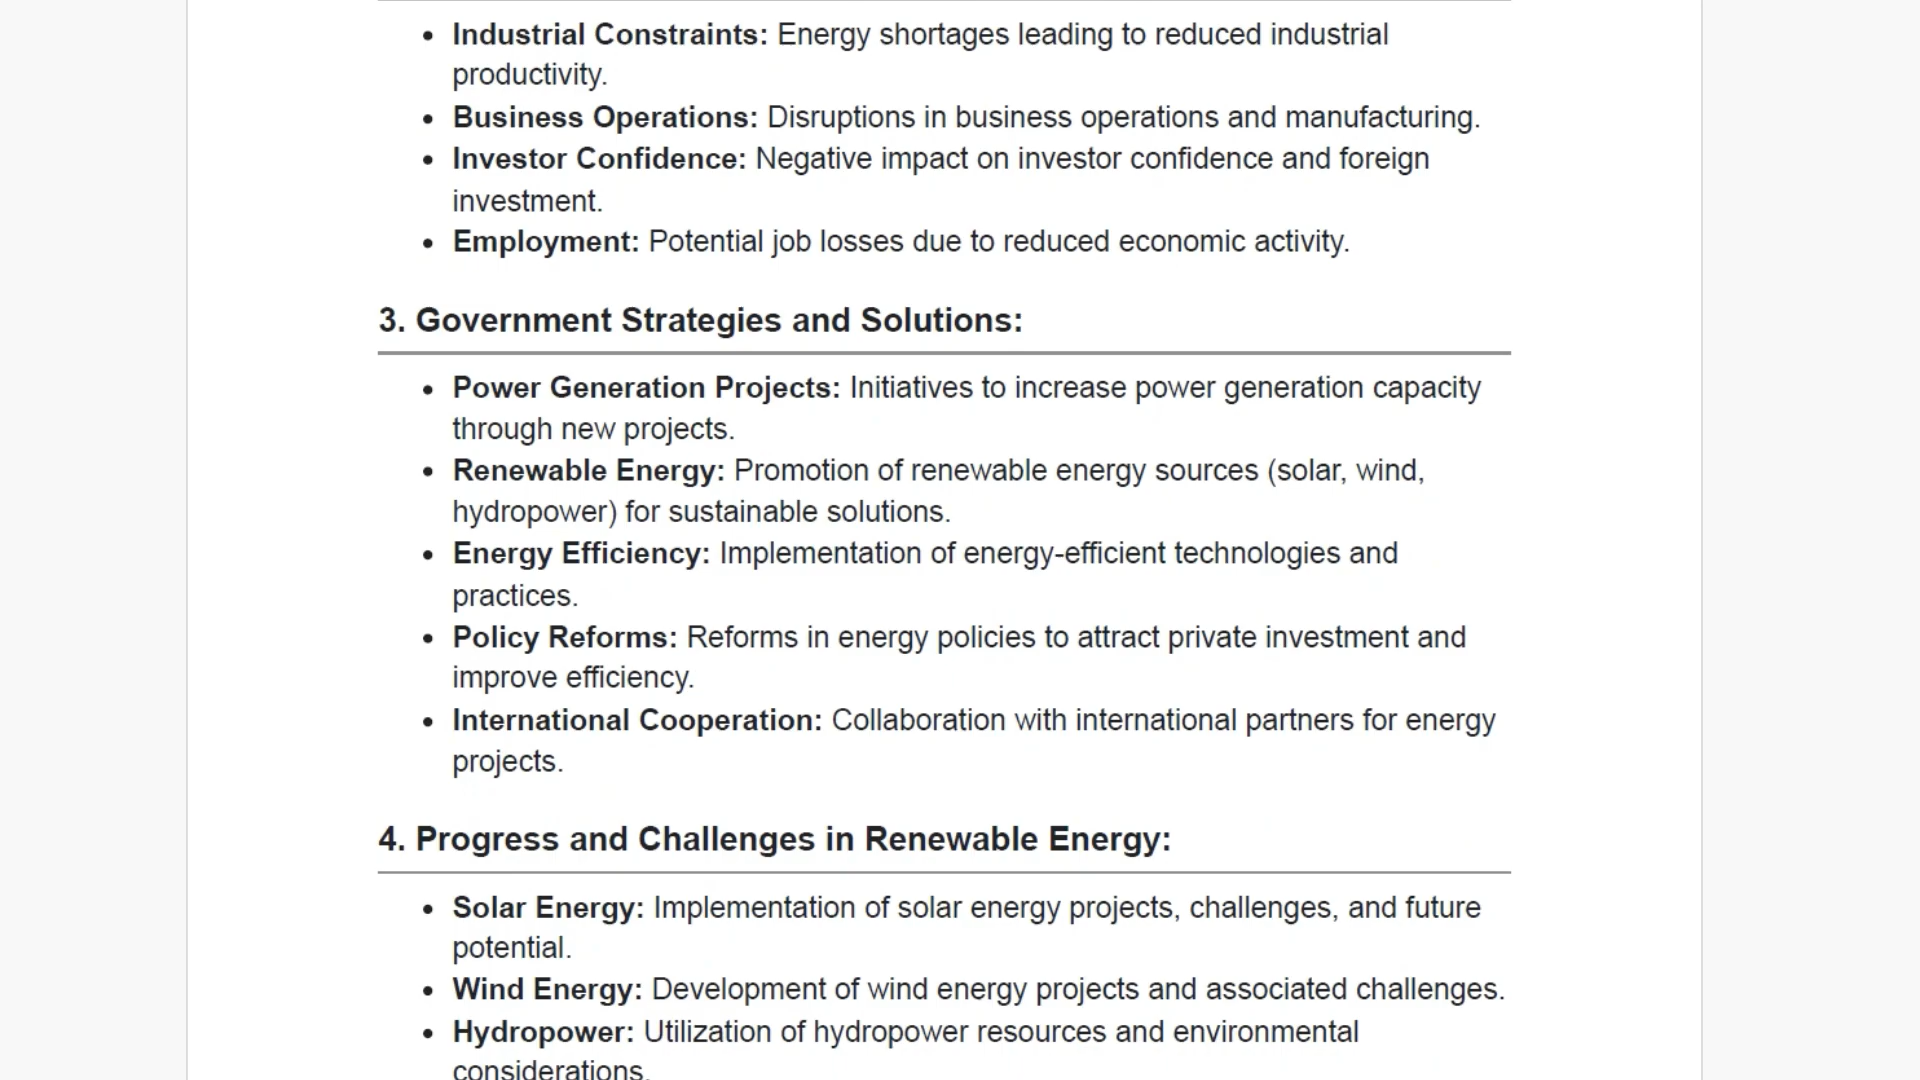 • Industrial Constraints: Energy shortages leading to reduced industrial
productivity.
• Business Operations: Disruptions in business operations and manufacturing.
• Investor Confidence: Negative impact on investor confidence and foreign
investment.
• Employment: Potential job losses due to reduced economic activity.
3. Government Strategies and Solutions:
• Power Generation Projects: Initiatives to increase power generation capacity
through new projects.
• Renewable Energy: Promotion of renewable energy sources (solar, wind,
hydropower) for sustainable solutions.
• Energy Efficiency: Implementation of energy-efficient technologies and
practices.
• Policy Reforms: Reforms in energy policies to attract private investment and
improve efficiency.
• International Cooperation: Collaboration with international partners for energy
projects.
4. Progress and Challenges in Renewable Energy:
• Solar Energy: Implementation of solar energy projects, challenges, and future
potential.
• Wind Energy: Development of wind energy projects and associated challenges.
• Hydropower: Utilization of hydropower resources and environmental
considerations.